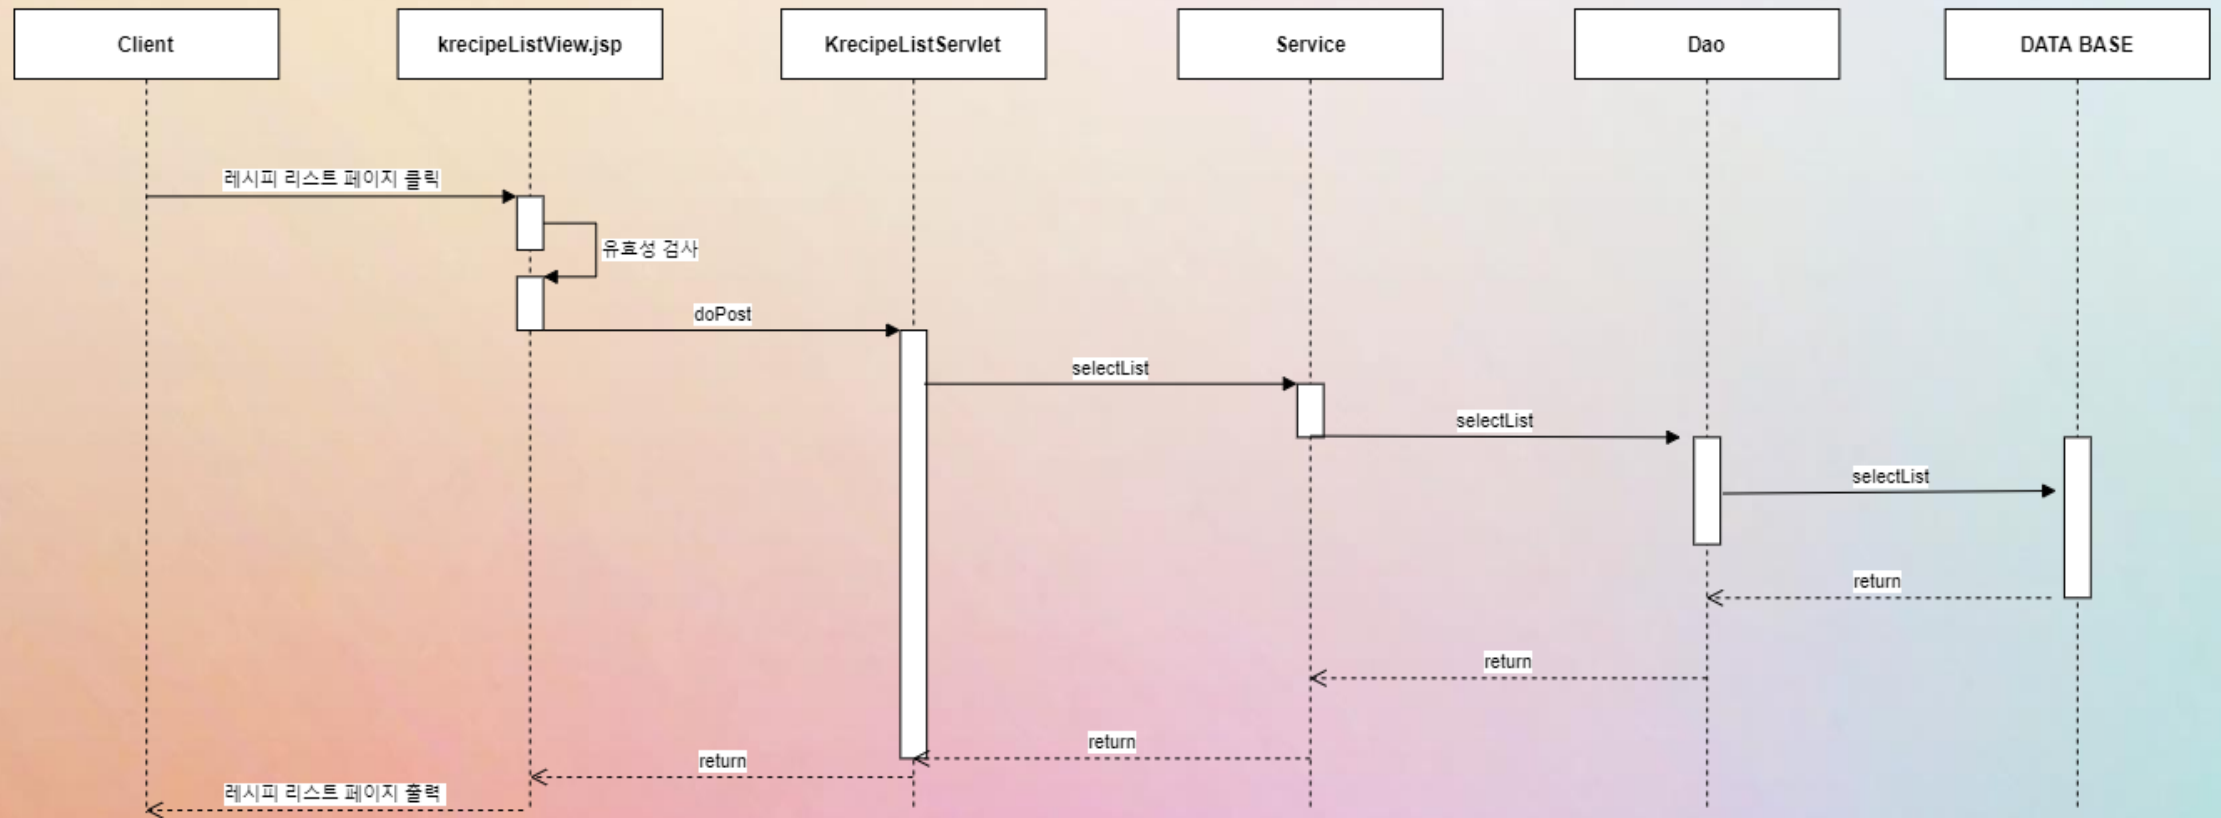 Client
krecipeListView.jsp
KrecipeListServlet
Service
Dao
DATA BASE
레시피 리스트 페이지 클릭
유효성 검사
doPost
selectList
selectList
selectList
return
return
return
return
레시피 리스트 페이지 출력